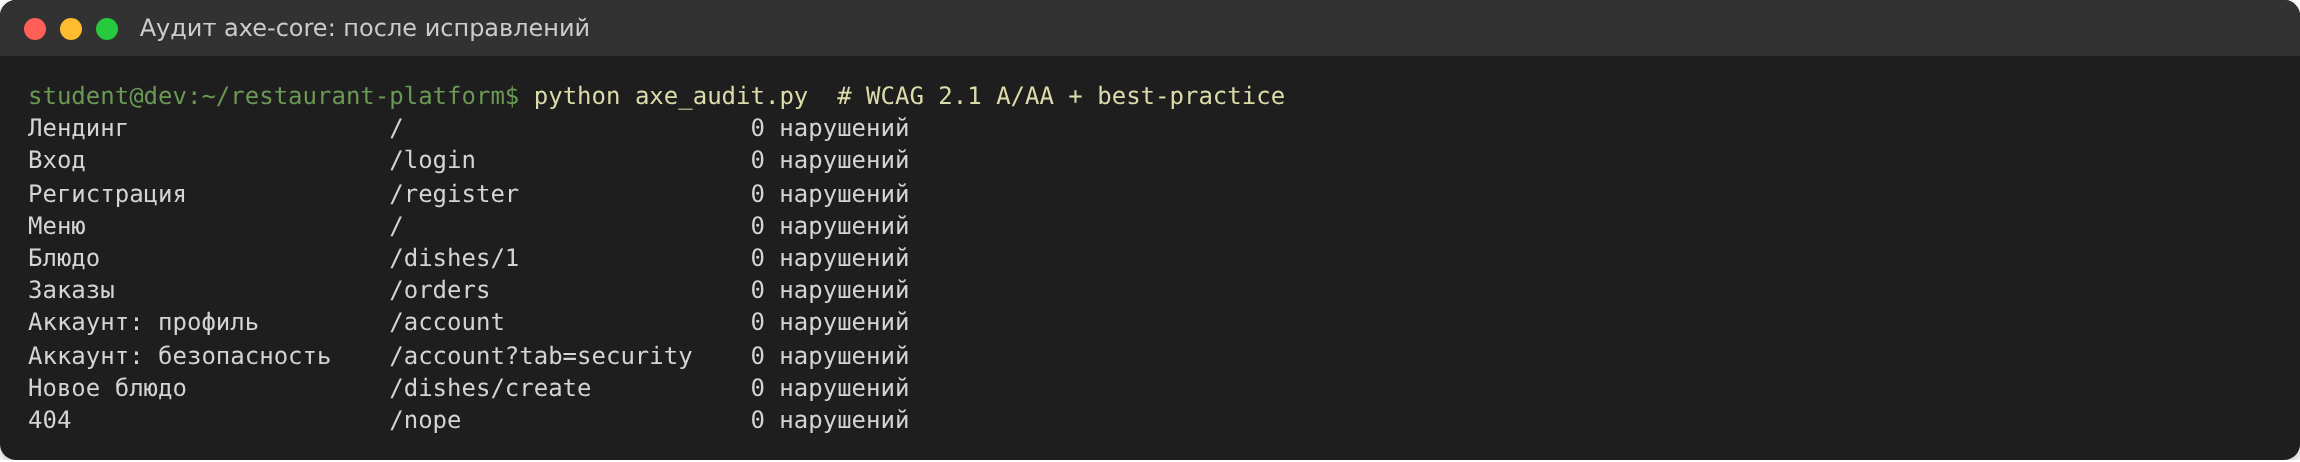 Аудит axe-core: после исправлений
student@dev:~/restaurant-platform$ python axe_audit.py  # WCAG 2.1 A/AA + best-practice
Лендинг                  /                        0 нарушений
Вход                     /login                   0 нарушений
Регистрация              /register                0 нарушений
Меню                     /                        0 нарушений
Блюдо                    /dishes/1                0 нарушений
Заказы                   /orders                  0 нарушений
Аккаунт: профиль         /account                 0 нарушений
Аккаунт: безопасность    /account?tab=security    0 нарушений
Новое блюдо              /dishes/create           0 нарушений
404                      /nope                    0 нарушений